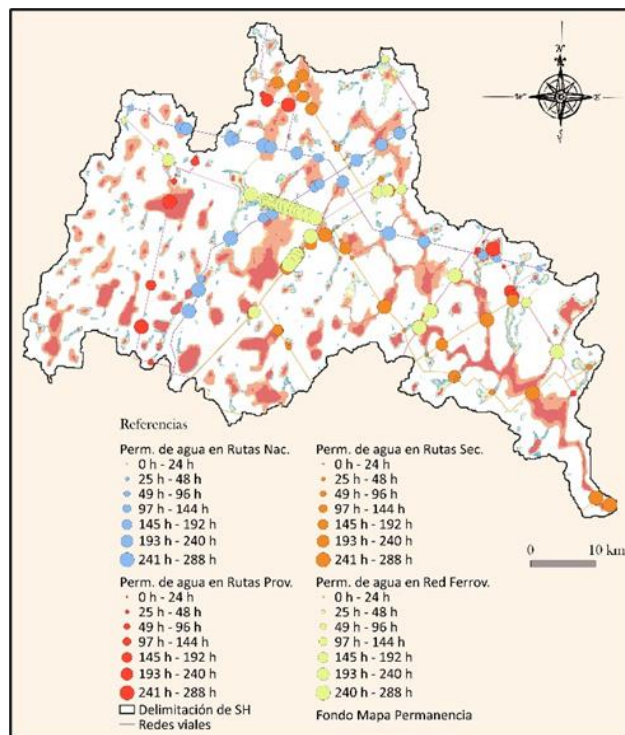 N
W
E
S
0 10 km
Referencias
Perm. de agua en Rutas Nac.
0 h - 24 h
25 h - 48 h
49 h - 96 h
97 h - 144 h
145 h - 192 h
193 h - 240 h
241 h - 288 h
Perm. de agua en Rutas Sec.
0 h - 24 h
25 h - 48 h
49 h - 96 h
97 h - 144 h
145 h - 192 h
193 h - 240 h
241 h - 288 h
Perm. de agua en Rutas Prov.
0 h - 24 h
25 h - 48 h
49 h - 96 h
97 h - 144 h
145 h - 192 h
193 h - 240 h
241 h - 288 h
Delimitación de SH
Redes viales
Perm. de agua en Red Ferrov.
0 h - 24 h
25 h - 48 h
49 h - 96 h
97 h - 144 h
145 h - 192 h
193 h - 240 h
240 h - 288 h
Fondo Mapa Permanencia